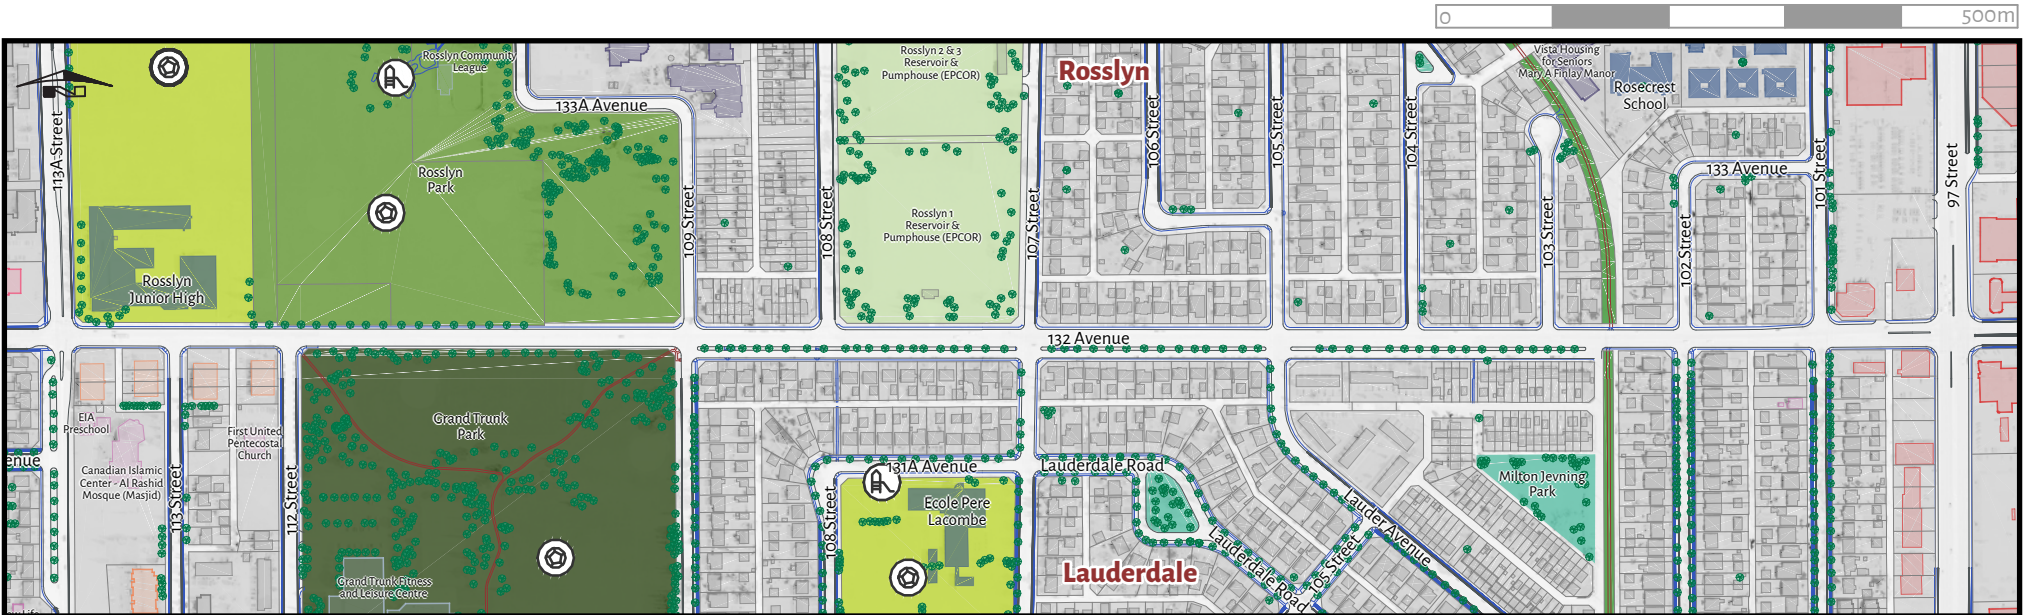 0 500m
Rosslyn Community
League
Rosslyn 2 & 3
Reservoir &
Pumphouse (EPCOR)
Rosslyn
Vista Housing
for Seniors
Mary A Finlay Manor
Rosecrest
School
133A Avenue
113A Street
Rosslyn
Park
106 Street
105 Street
104 Street
133 Avenue
101 Street
97 Street
109 Street
108 Street
Rosslyn 1
Reservoir &
Pumphouse (EPCOR)
107 Street
103 Street
102 Street
Rosslyn
Junior High
132 Avenue
EIA
Preschool
Grand Trunk
Park
First United
Pentecostal
Church
enue
Canadian Islamic
Center - Al Rashid
Mosque (Masjid)
113 Street
112 Street
131A Avenue
Lauderdale Road
108 Street
Ecole Pere
Lacombe
Milton Jevning
Park
Lauder Avenue
Lauderdale Road
105 Street
Lauderdale
Grand Trunk Fitness
and Leisure Centre